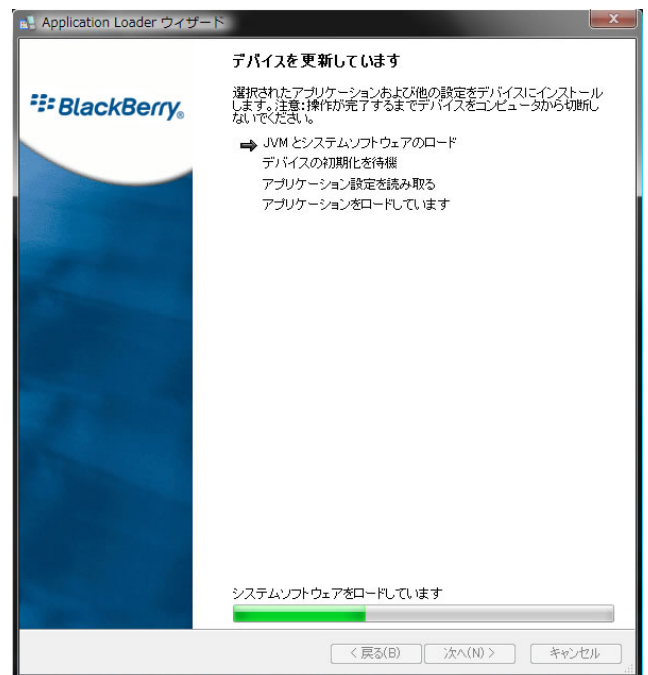 Application Loader ウィザード
デバイスを更新しています
BlackBerry®
選択されたアプリケーションおよび他の設定をデバイスにインストール
します。注意:操作が完了するまでデバイスをコンピュータから切断し
ないでください。
JVM とシステムソフトウェアのロード
デバイスの初期化を待機
アプリケーション設定を読み取る
アプリケーションをロードしています
システムソフトウェアをロードしています
< 戻る(B) 次へ(N) > キャンセル